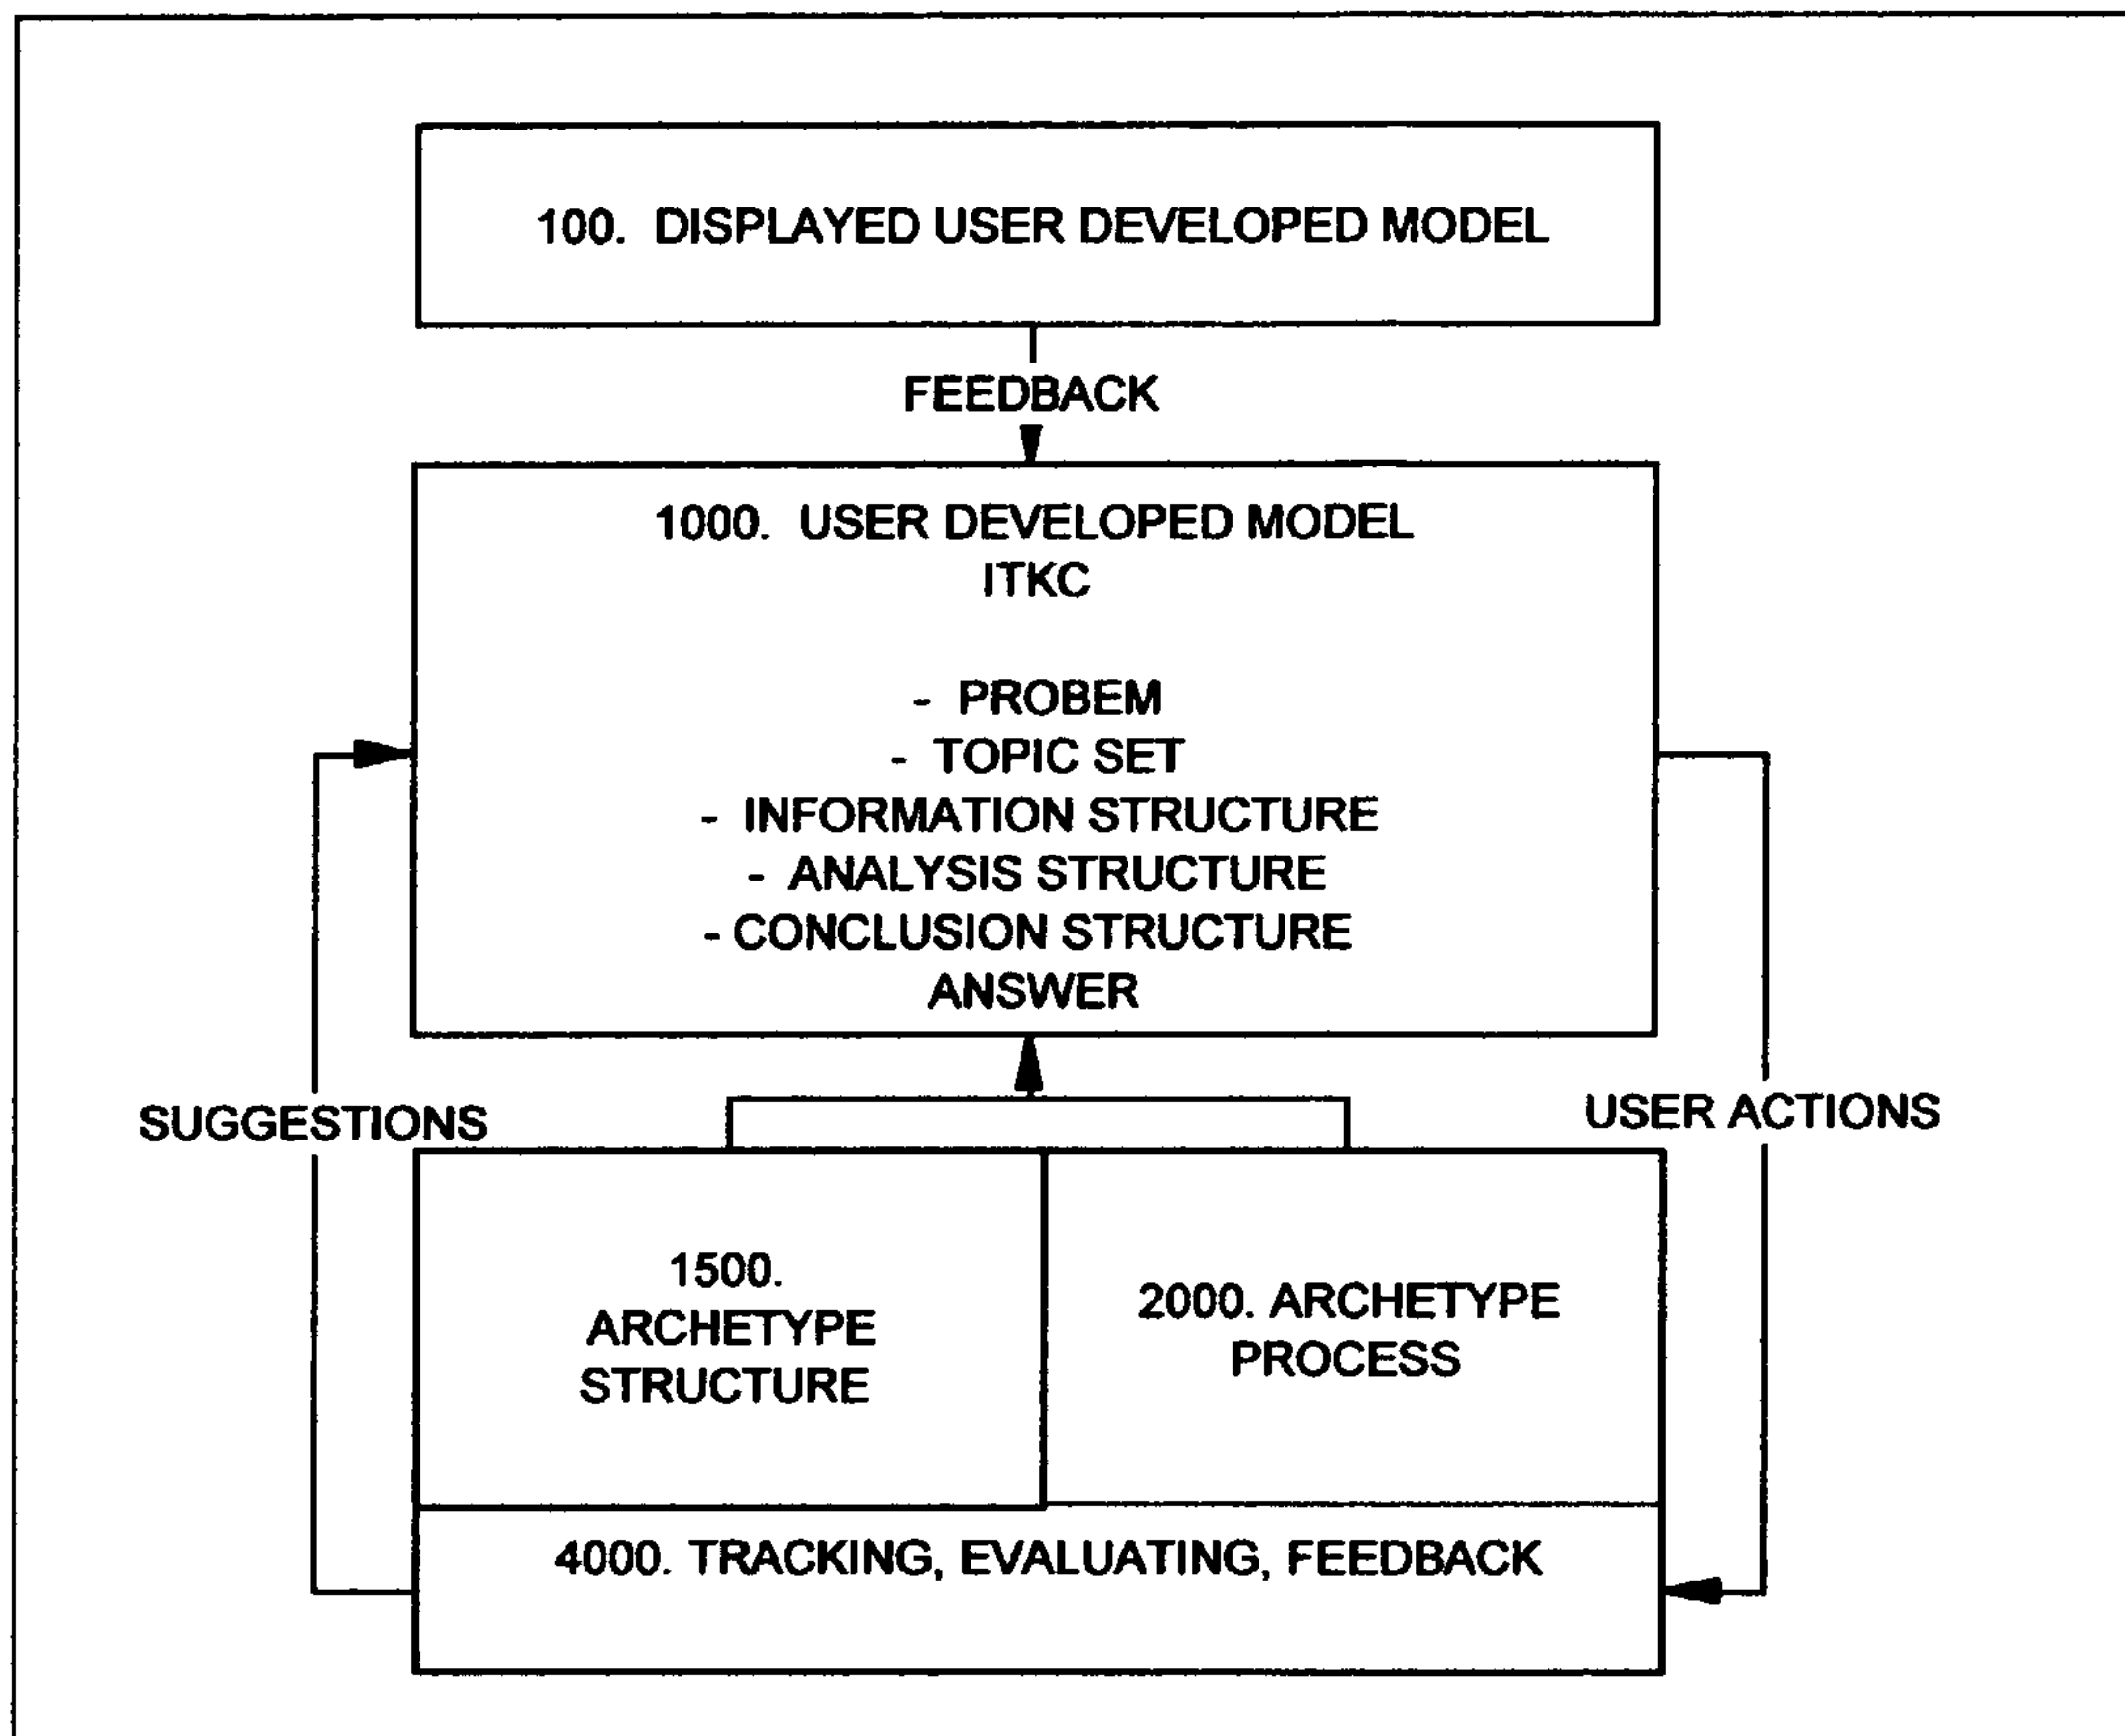 100. DISPLAYED USER DEVELOPED MODEL
FEEDBACK
1000. USER DEVELOPED MODEL
ITKC
- PROBEM
- TOPIC SET
- INFORMATION STRUCTURE
- ANALYSIS STRUCTURE
- CONCLUSION STRUCTURE
ANSWER
SUGGESTIONS
USER ACTIONS
1500.
ARCHETYPE
STRUCTURE
2000. ARCHETYPE
PROCESS
4000. TRACKING, EVALUATING, FEEDBACK